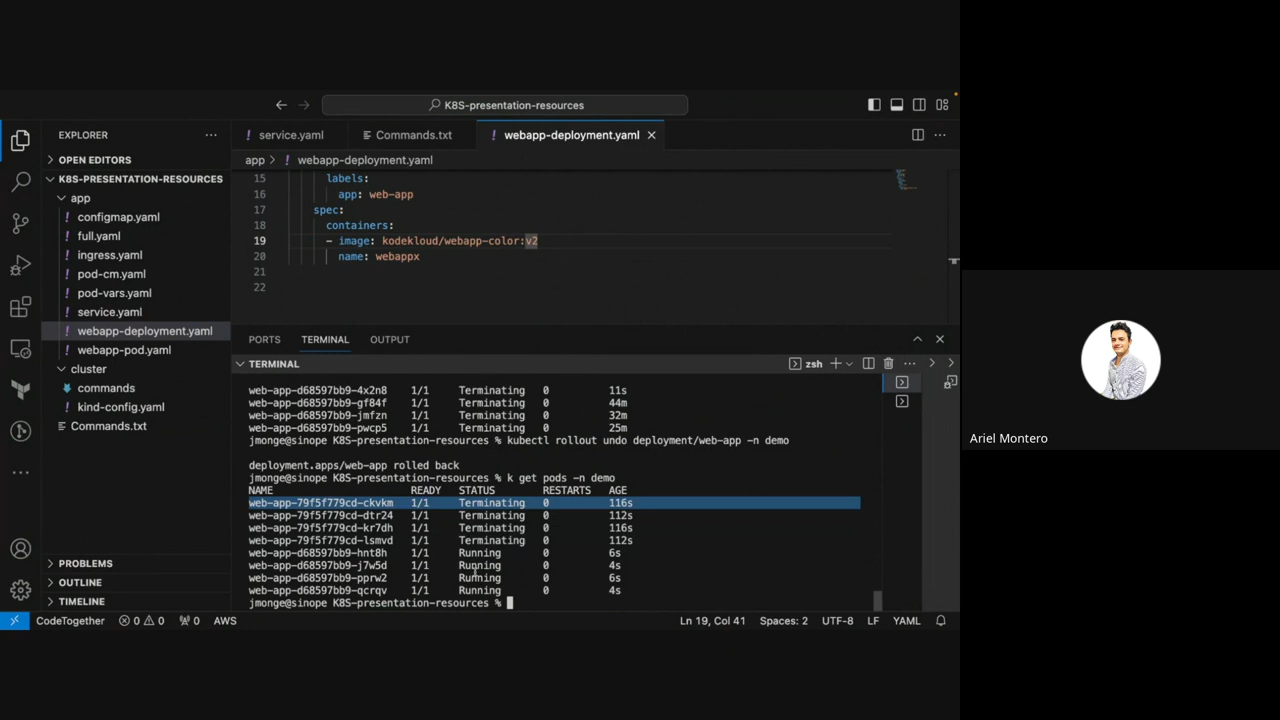 K8S-presentation-resources
EXPLORER
OPEN EDITORS
K8S-PRESENTATION-RESOURCES
app
configmap.yaml
full.yaml
ingress.yaml
pod-cm.yaml
pod-vars.yaml
service.yaml
webapp-deployment.yaml
webapp-pod.yaml
cluster
commands
kind-config.yaml
Commands.txt
PROBLEMS
OUTLINE
TIMELINE
service.yaml
Commands.txt
webapp-deployment.yaml
app > webapp-deployment.yaml
15 labels:
16 app: web-app
17 spec:
18 containers:
19 - image: kodekloud/webapp-color:v2
20 name: webappx
21
22
PORTS TERMINAL OUTPUT
TERMINAL
zsh
web-app-d68597bb9-4x2n8 1/1 Terminating 0 11s
web-app-d68597bb9-gf84f 1/1 Terminating 0 44m
web-app-d68597bb9-jmfzn 1/1 Terminating 0 32m
web-app-d68597bb9-pwcp5 1/1 Terminating 0 25m
jmonge@sinope K8S-presentation-resources % kubectl rollout undo deployment/web-app -n demo
deployment.apps/web-app rolled back
jmonge@sinope K8S-presentation-resources % k get pods -n demo
NAME READY STATUS RESTARTS AGE
web-app-79f5f779cd-ckvkm 1/1 Terminating 0 116s
web-app-79f5f779cd-dtr24 1/1 Terminating 0 112s
web-app-79f5f779cd-kr7dh 1/1 Terminating 0 116s
web-app-79f5f779cd-lsmvd 1/1 Terminating 0 112s
web-app-d68597bb9-hnt8h 1/1 Running 0 6s
web-app-d68597bb9-j7w5d 1/1 Running 0 4s
web-app-d68597bb9-pprw2 1/1 Running 0 6s
web-app-d68597bb9-qcrqv 1/1 Running 0 4s
jmonge@sinope K8S-presentation-resources %
CodeTogether 0 0 0 AWS Ln 19, Col 41 Spaces: 2 UTF-8 LF YAML
Ariel Montero